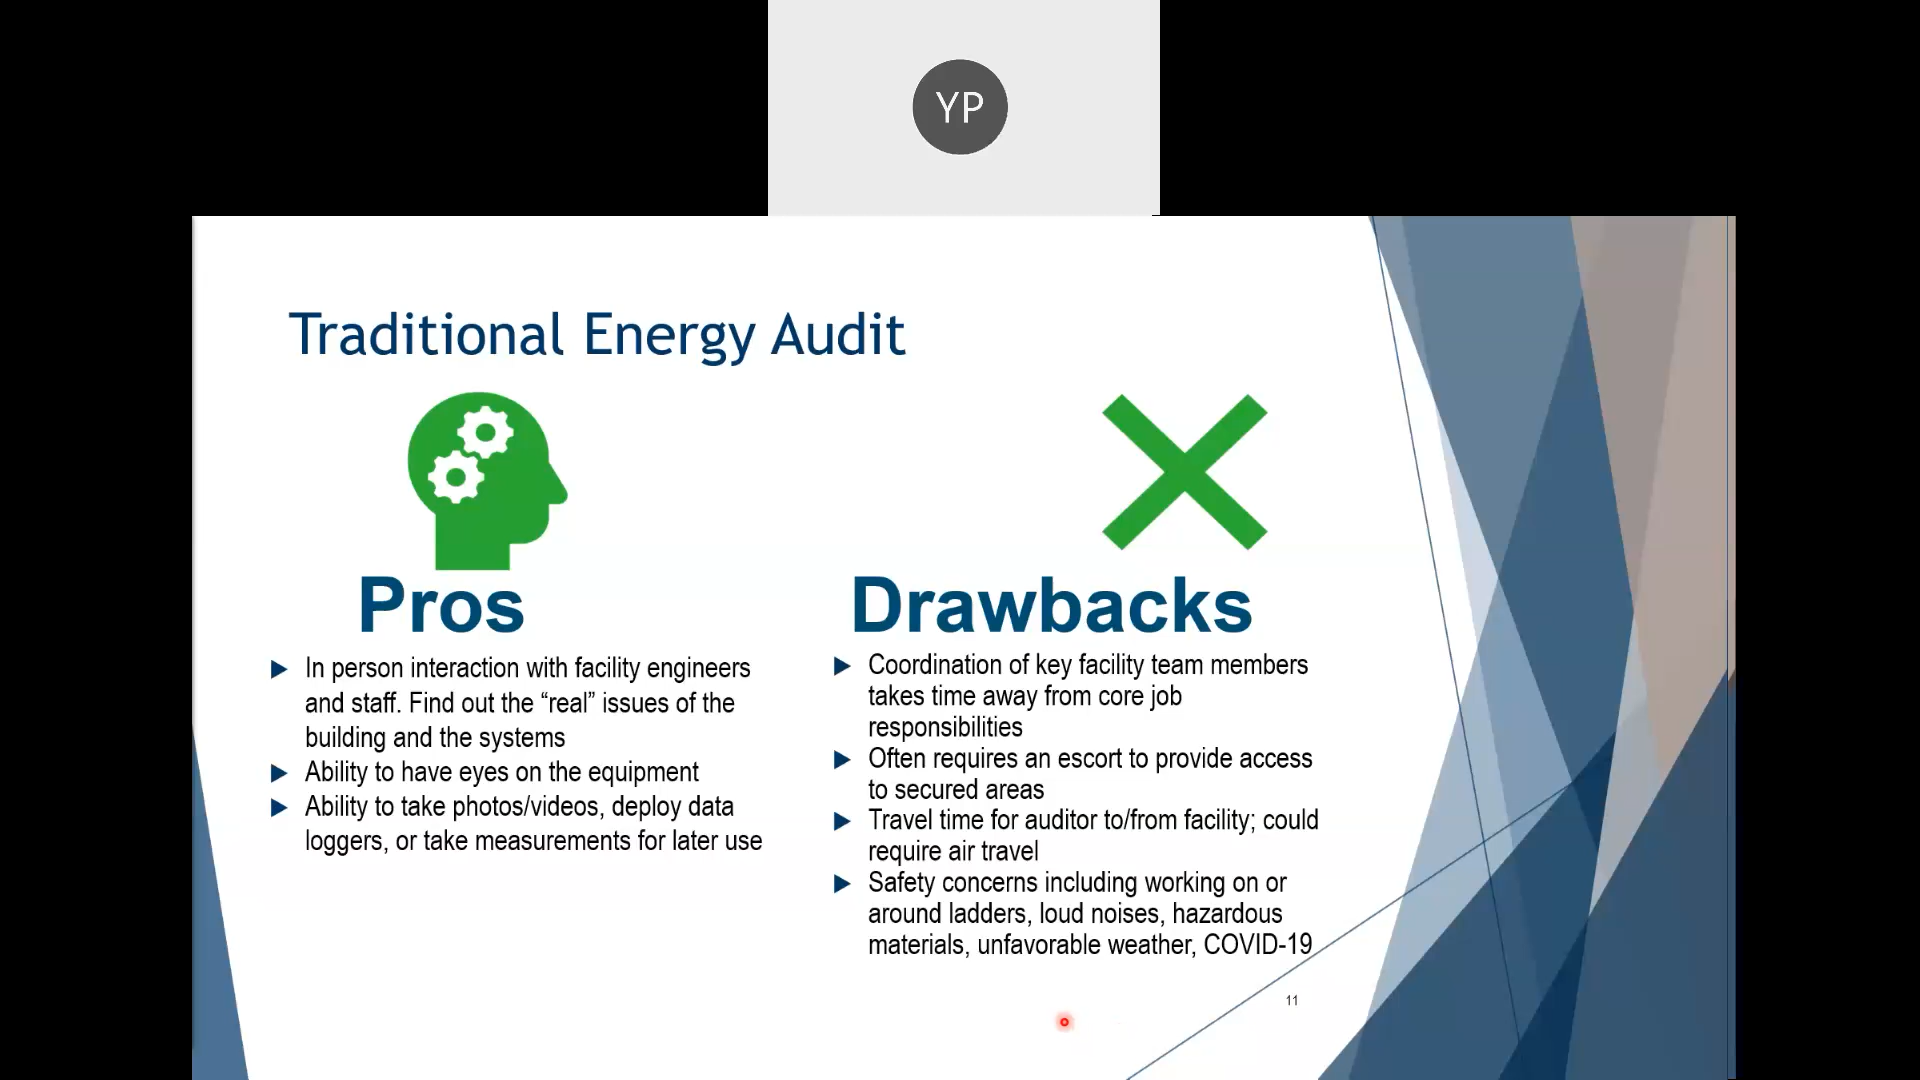 YP
Traditional Energy Audit
Pros
In person interaction with facility engineers
and staff. Find out the “real” issues of the
building and the systems
Ability to have eyes on the equipment
Ability to take photos/videos, deploy data
loggers, or take measurements for later use
Drawbacks
Coordination of key facility team members
takes time away from core job
responsibilities
Often requires an escort to provide access
to secured areas
Travel time for auditor to/from facility; could
require air travel
Safety concerns including working on or
around ladders, loud noises, hazardous
materials, unfavorable weather, COVID-19
11